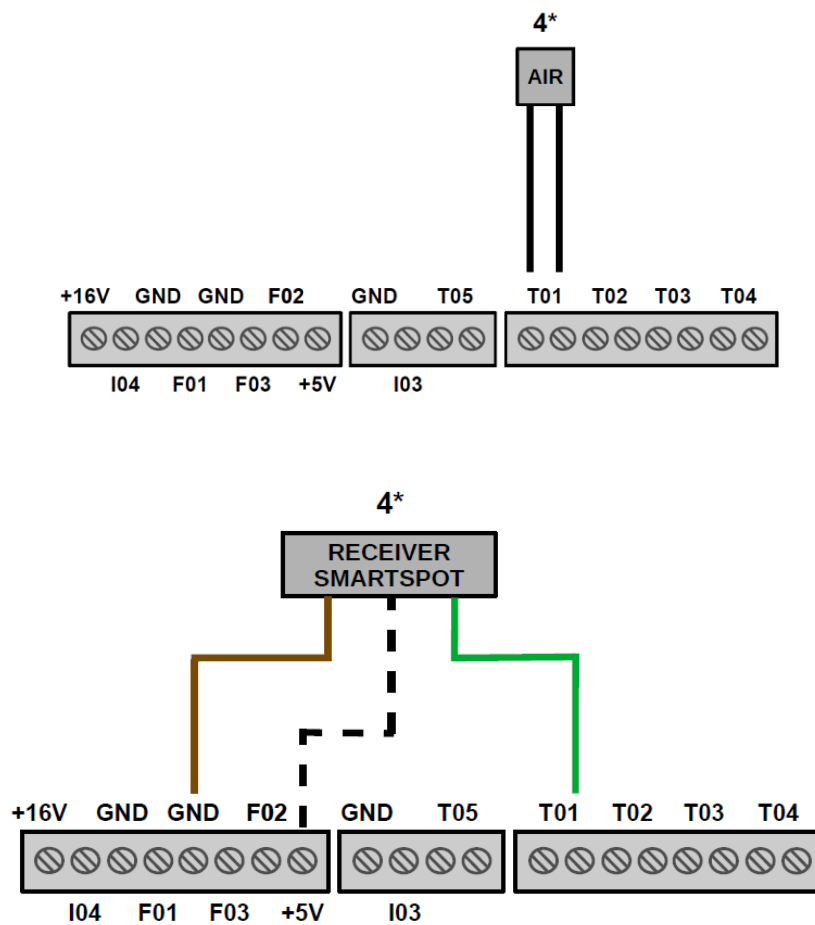 4*
AIR
+16V GND GND F02 GND T05 T01 T02 T03 T04
I04 F01 F03 +5V I03
4*
RECEIVER
SMARTSPOT
+16V GND GND F02 GND T05 T01 T02 T03 T04
I04 F01 F03 +5V I03